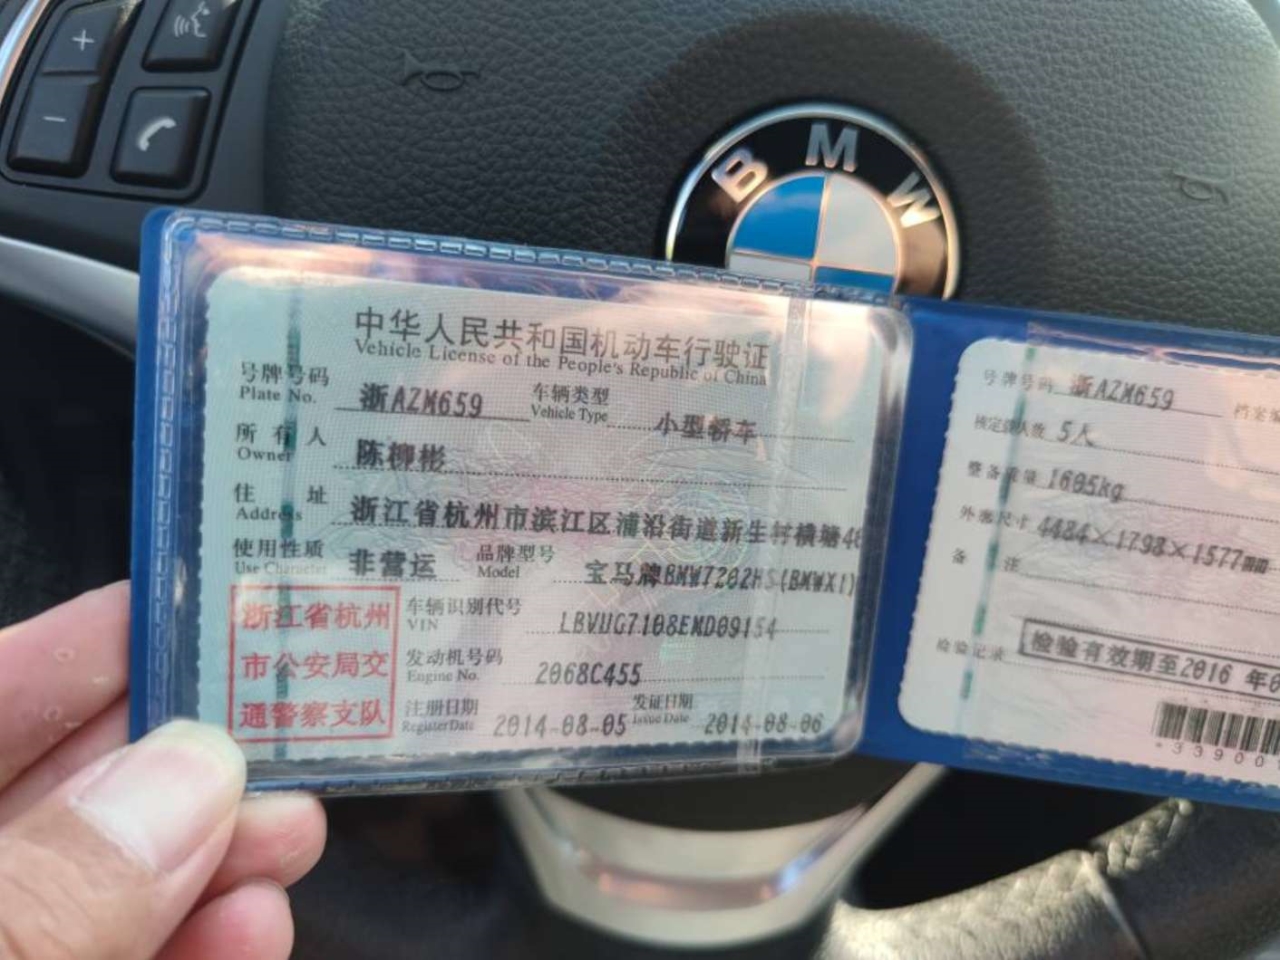 BMW
中华人民共和国机动车行驶证
Vehicle License of the People's Republic of China
号牌号码 浙AZM659 车辆类型 小型轿车
Plate No. Vehicle Type
所有人 陈柳彬
Owner
住址 浙江省杭州市滨江区浦沿街道新生村横塘46
Address
使用性质 非营运 品牌型号 宝马牌BMW7202HS(BMWX1)
Use Character Model
浙江省杭州
市公安局交
通警察支队
车辆识别代号 LBVUG7108EMD09154
VIN
发动机号码 2068C455
Engine No.
注册日期 2014-08-05 发证日期 2014-08-06
Register Date Issue Date
号牌号码 浙AZM659 档案编
核定载人数 5人
整备质量 1605kg
外廓尺寸 4484×1798×1577mm
备注
检验记录 检验有效期至2016年0
*33900